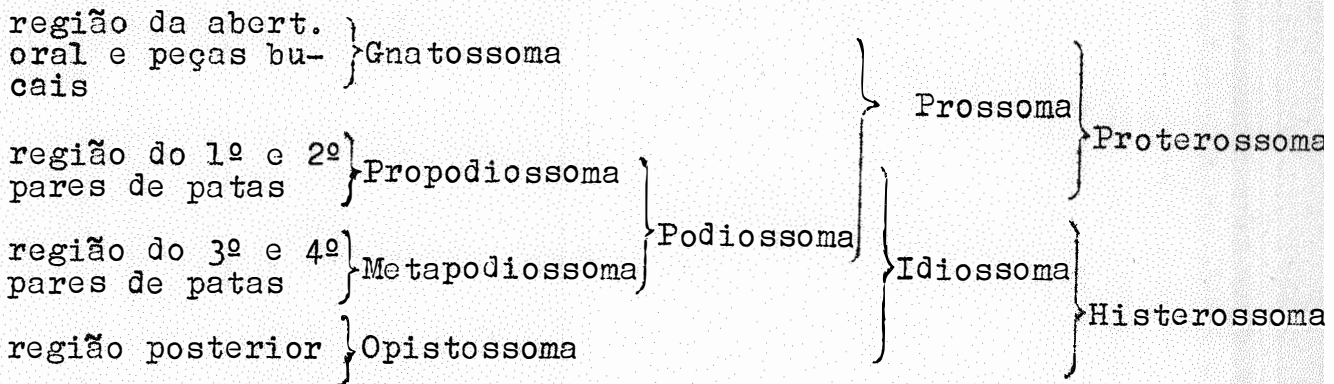 região da abert.
oral e peças bu-
cais
Gnatossoma
Prossoma
Proterossoma
região do 1º e 2º
pares de patas
Propodiossoma
Podiossoma
região do 3º e 4º
pares de patas
Metapodiossoma
Idiossoma
Histerossoma
região posterior
Opistossoma